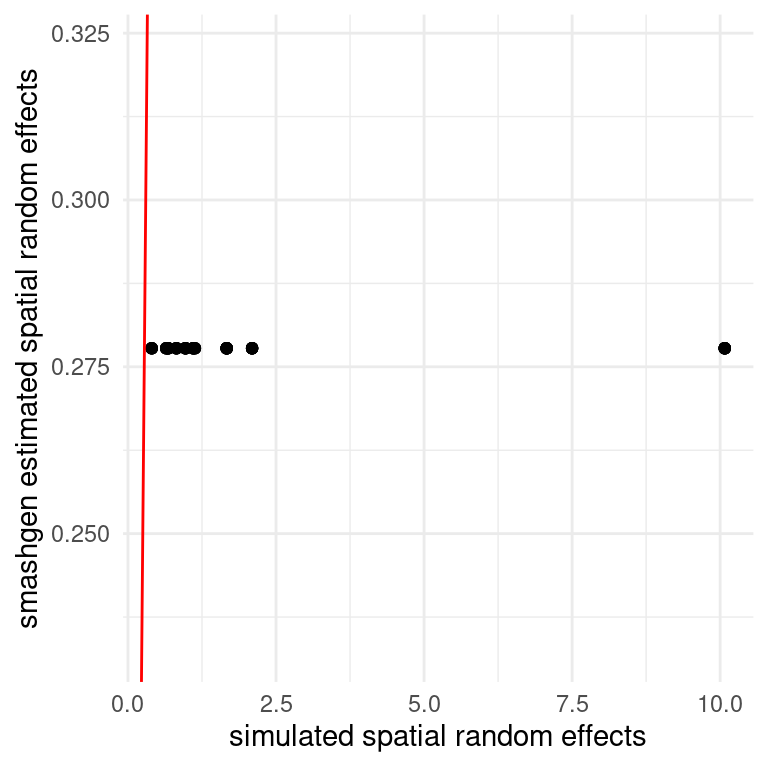 smashgen estimated spatial random effects
0.325
0.300
0.275
0.250
0.0 2.5 5.0 7.5 10.0
simulated spatial random effects